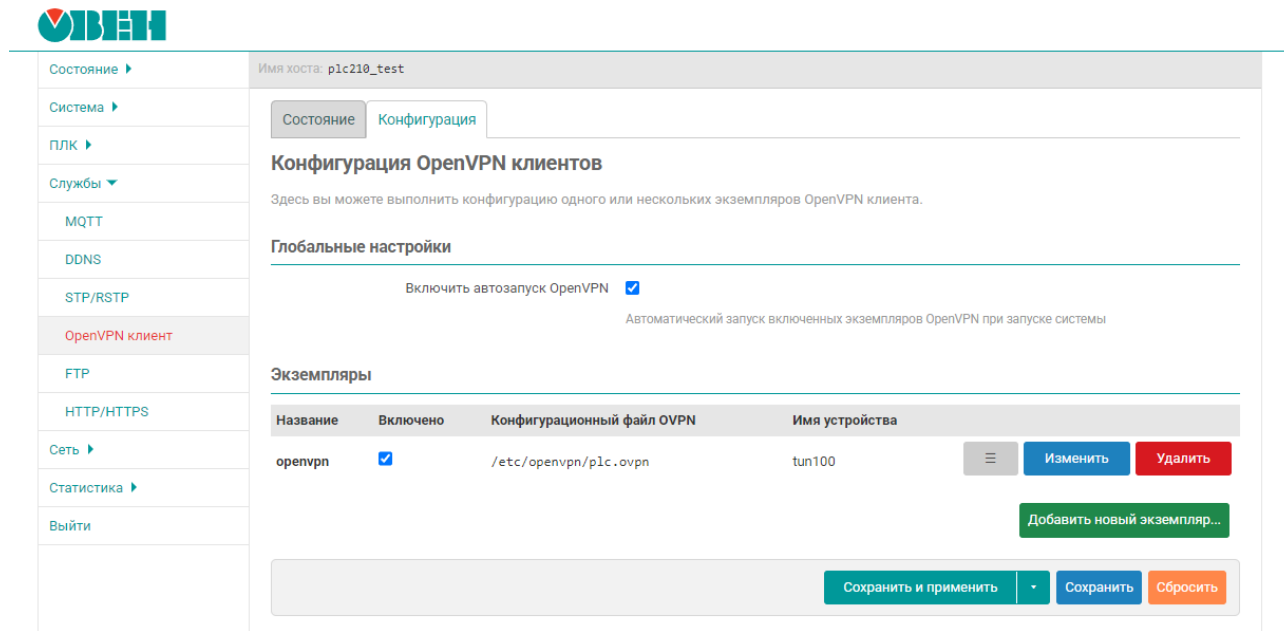 ОВЕН
Состояние
Имя хоста: plc210_test
Система
ПЛК
Службы
MQTT
DDNS
STP/RSTP
OpenVPN клиент
FTP
HTTP/HTTPS
Сеть
Статистика
Выйти
Состояние Конфигурация
Конфигурация OpenVPN клиентов
Здесь вы можете выполнить конфигурацию одного или нескольких экземпляров OpenVPN клиента.
Глобальные настройки
Включить автозапуск OpenVPN
Автоматический запуск включенных экземпляров OpenVPN при запуске системы
Экземпляры
Название Включено Конфигурационный файл OVPN Имя устройства
openvpn /etc/openvpn/plc.ovpn tun100 Изменить Удалить
Добавить новый экземпляр...
Сохранить и применить Сохранить Сбросить